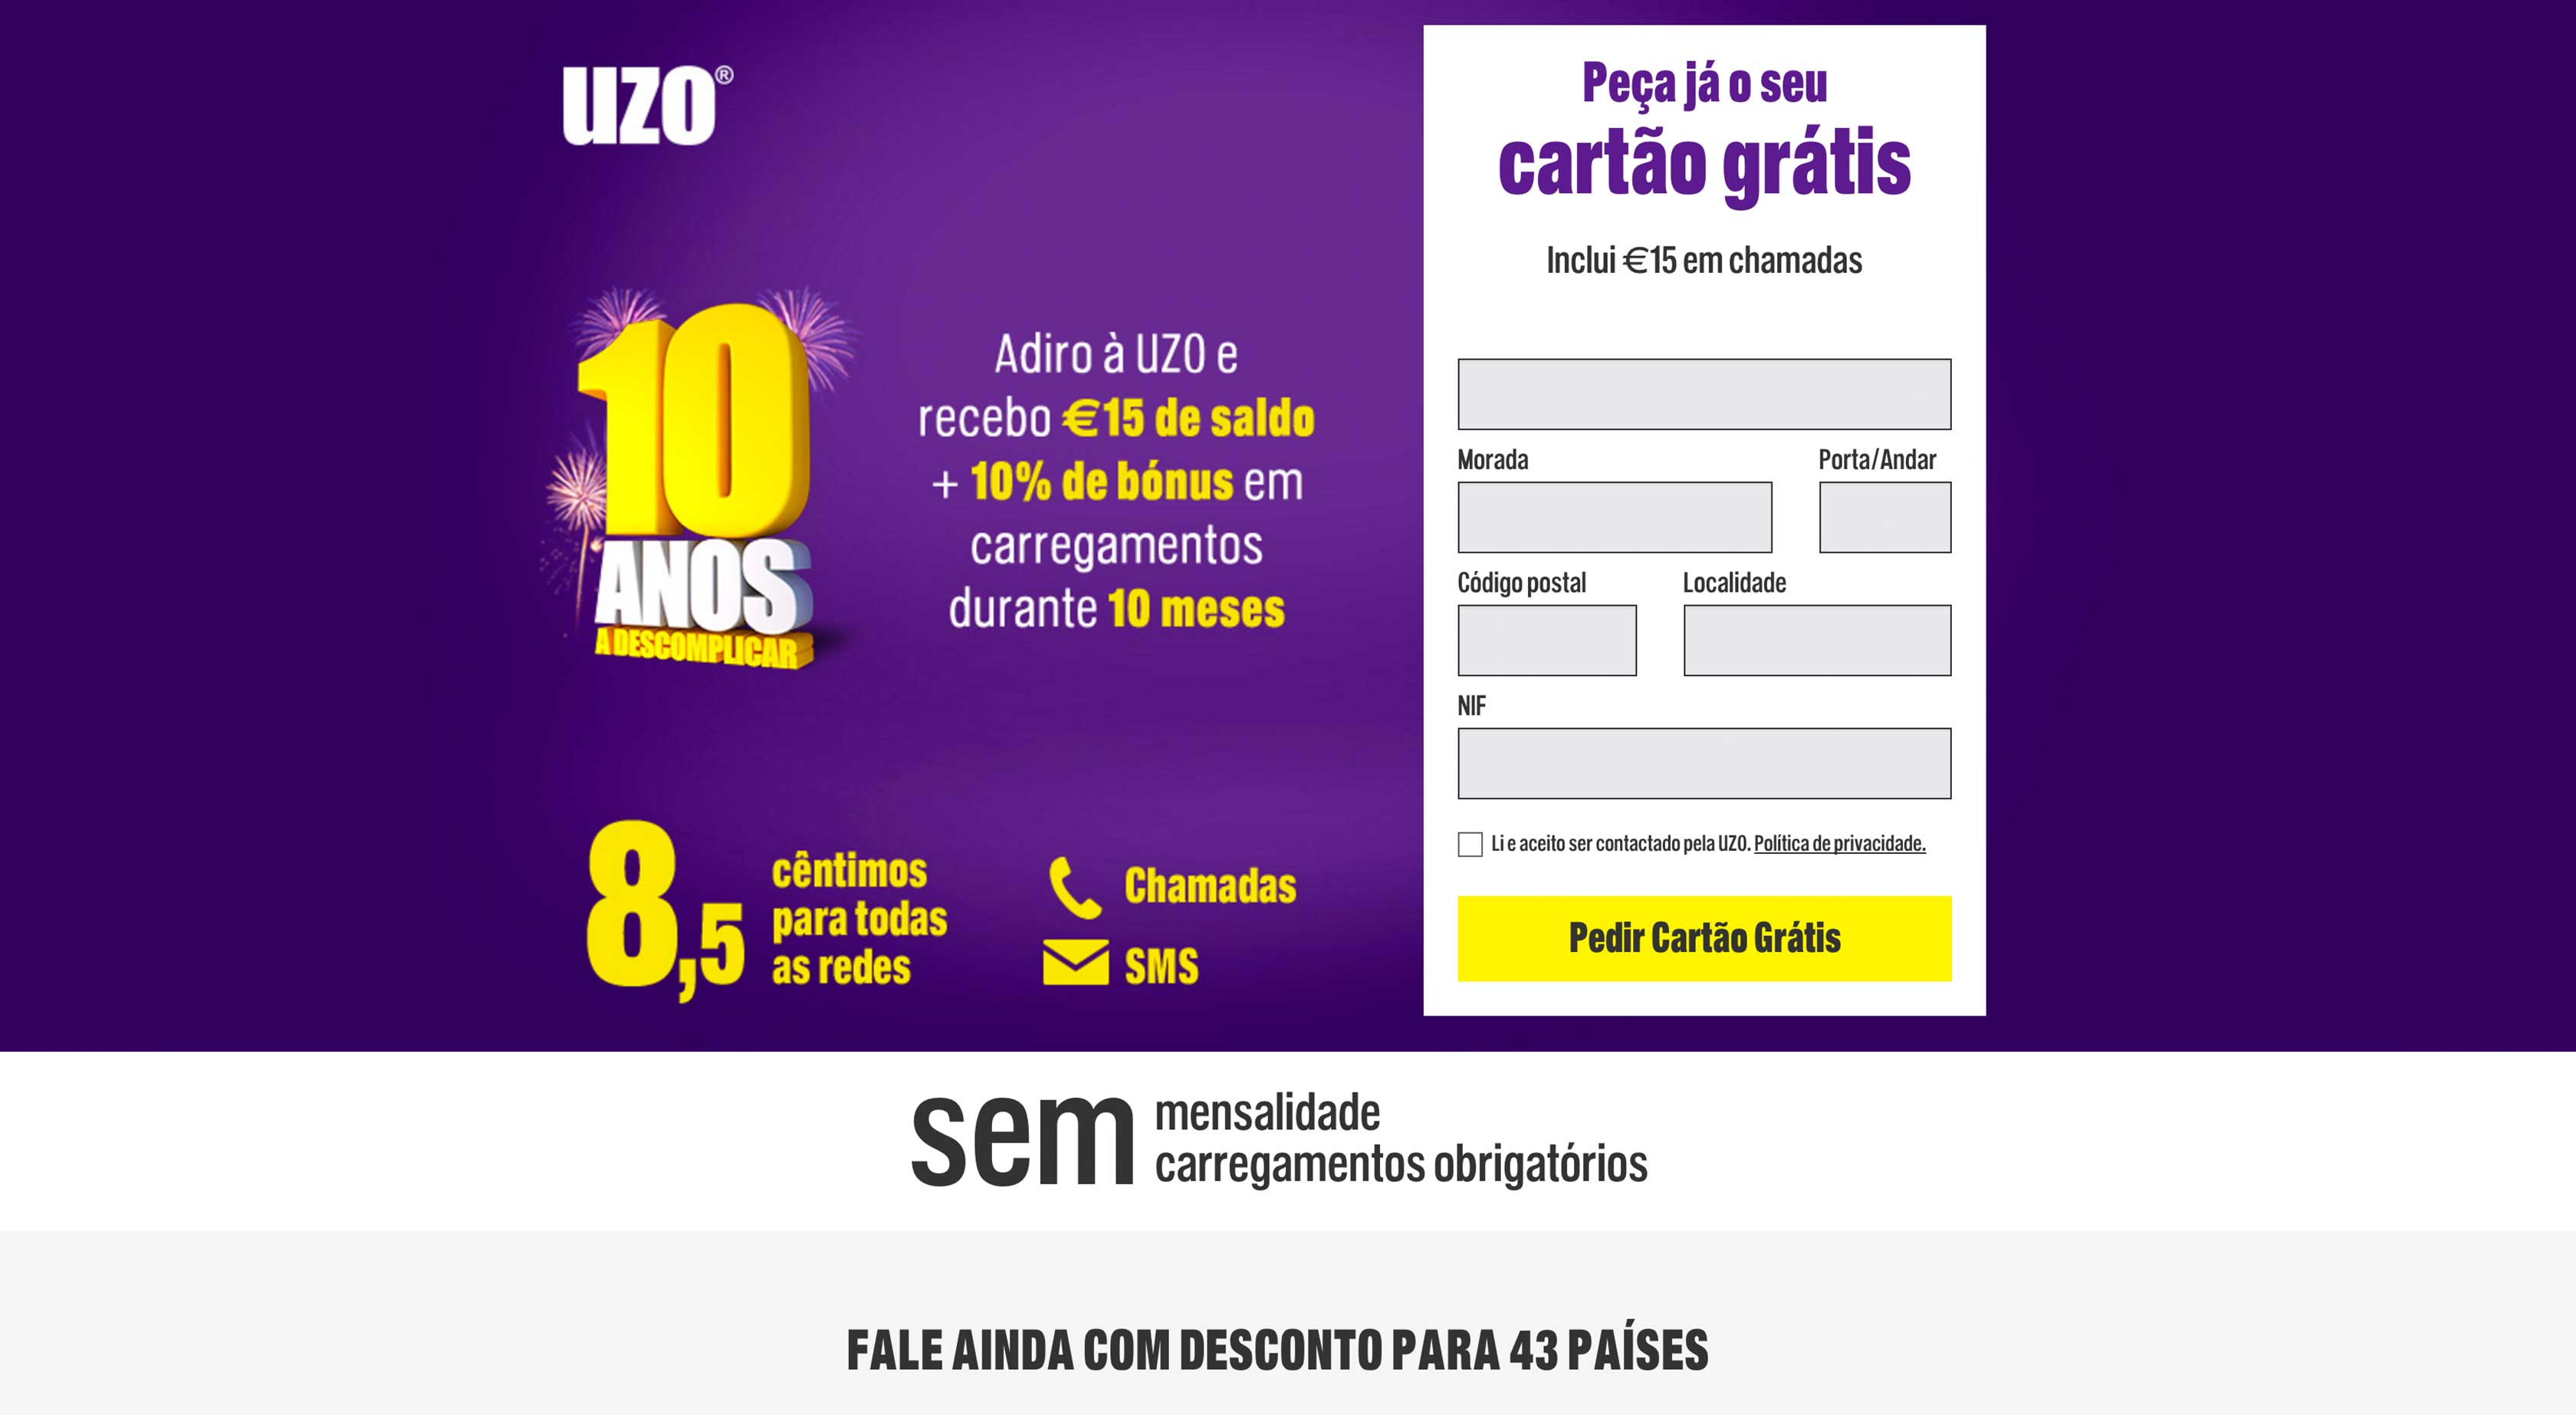 uzo®
10
ANOS
A DESCOMPLICAR
Adiro à UZO e
recebo €15 de saldo
+ 10% de bónus em
carregamentos
durante 10 meses
8,5
cêntimos
para todas
as redes
Chamadas
SMS
Peça já o seu
cartão grátis
Inclui €15 em chamadas
Morada
Porta/Andar
Código postal
Localidade
NIF
Li e aceito ser contactado pela UZO. Política de privacidade.
Pedir Cartão Grátis
sem
mensalidade
carregamentos obrigatórios
FALE AINDA COM DESCONTO PARA 43 PAÍSES